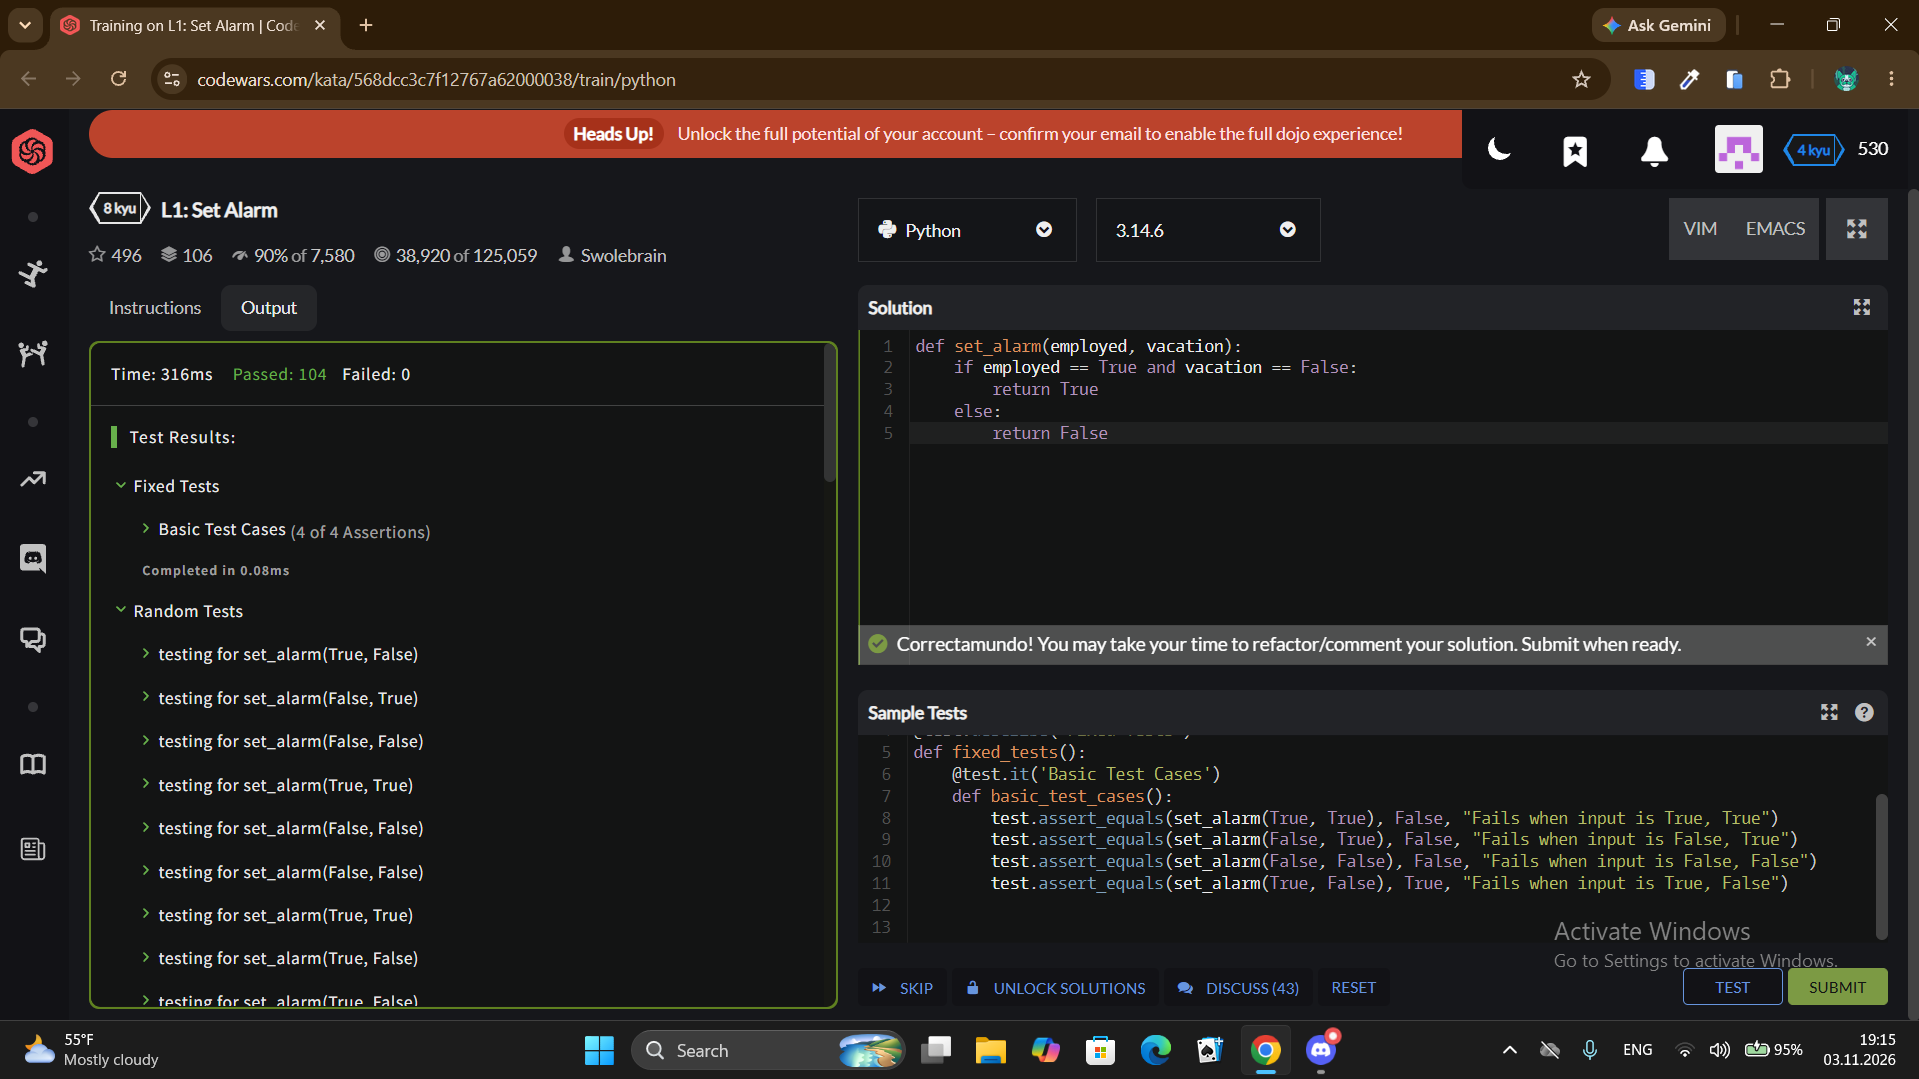 Training on L1: Set Alarm | Code
Ask Gemini
codewars.com/kata/568dcc3c7f12767a62000038/train/python
Heads Up! Unlock the full potential of your account – confirm your email to enable the full dojo experience!
4 kyu 530
8 kyu L1: Set Alarm
496 106 90% of 7,580 38,920 of 125,059 Swolebrain
Python 3.14.6 VIM EMACS
Instructions Output
Time: 316ms Passed: 104 Failed: 0
Test Results:
Fixed Tests
Basic Test Cases (4 of 4 Assertions)
Completed in 0.08ms
Random Tests
testing for set_alarm(True, False)
testing for set_alarm(False, True)
testing for set_alarm(False, False)
testing for set_alarm(True, True)
testing for set_alarm(False, False)
testing for set_alarm(False, False)
testing for set_alarm(True, True)
testing for set_alarm(True, False)
testing for set_alarm(True, False)
Solution
1 def set_alarm(employed, vacation):
2 if employed == True and vacation == False:
3 return True
4 else:
5 return False
Correctamundo! You may take your time to refactor/comment your solution. Submit when ready.
Sample Tests
5 def fixed_tests():
6 @test.it('Basic Test Cases')
7 def basic_test_cases():
8 test.assert_equals(set_alarm(True, True), False, "Fails when input is True, True")
9 test.assert_equals(set_alarm(False, True), False, "Fails when input is False, True")
10 test.assert_equals(set_alarm(False, False), False, "Fails when input is False, False")
11 test.assert_equals(set_alarm(True, False), True, "Fails when input is True, False")
12
13
Activate Windows
Go to Settings to activate Windows.
SKIP UNLOCK SOLUTIONS DISCUSS (43) RESET TEST SUBMIT
55°F
Mostly cloudy
Search
ENG
95%
19:15
03.11.2026